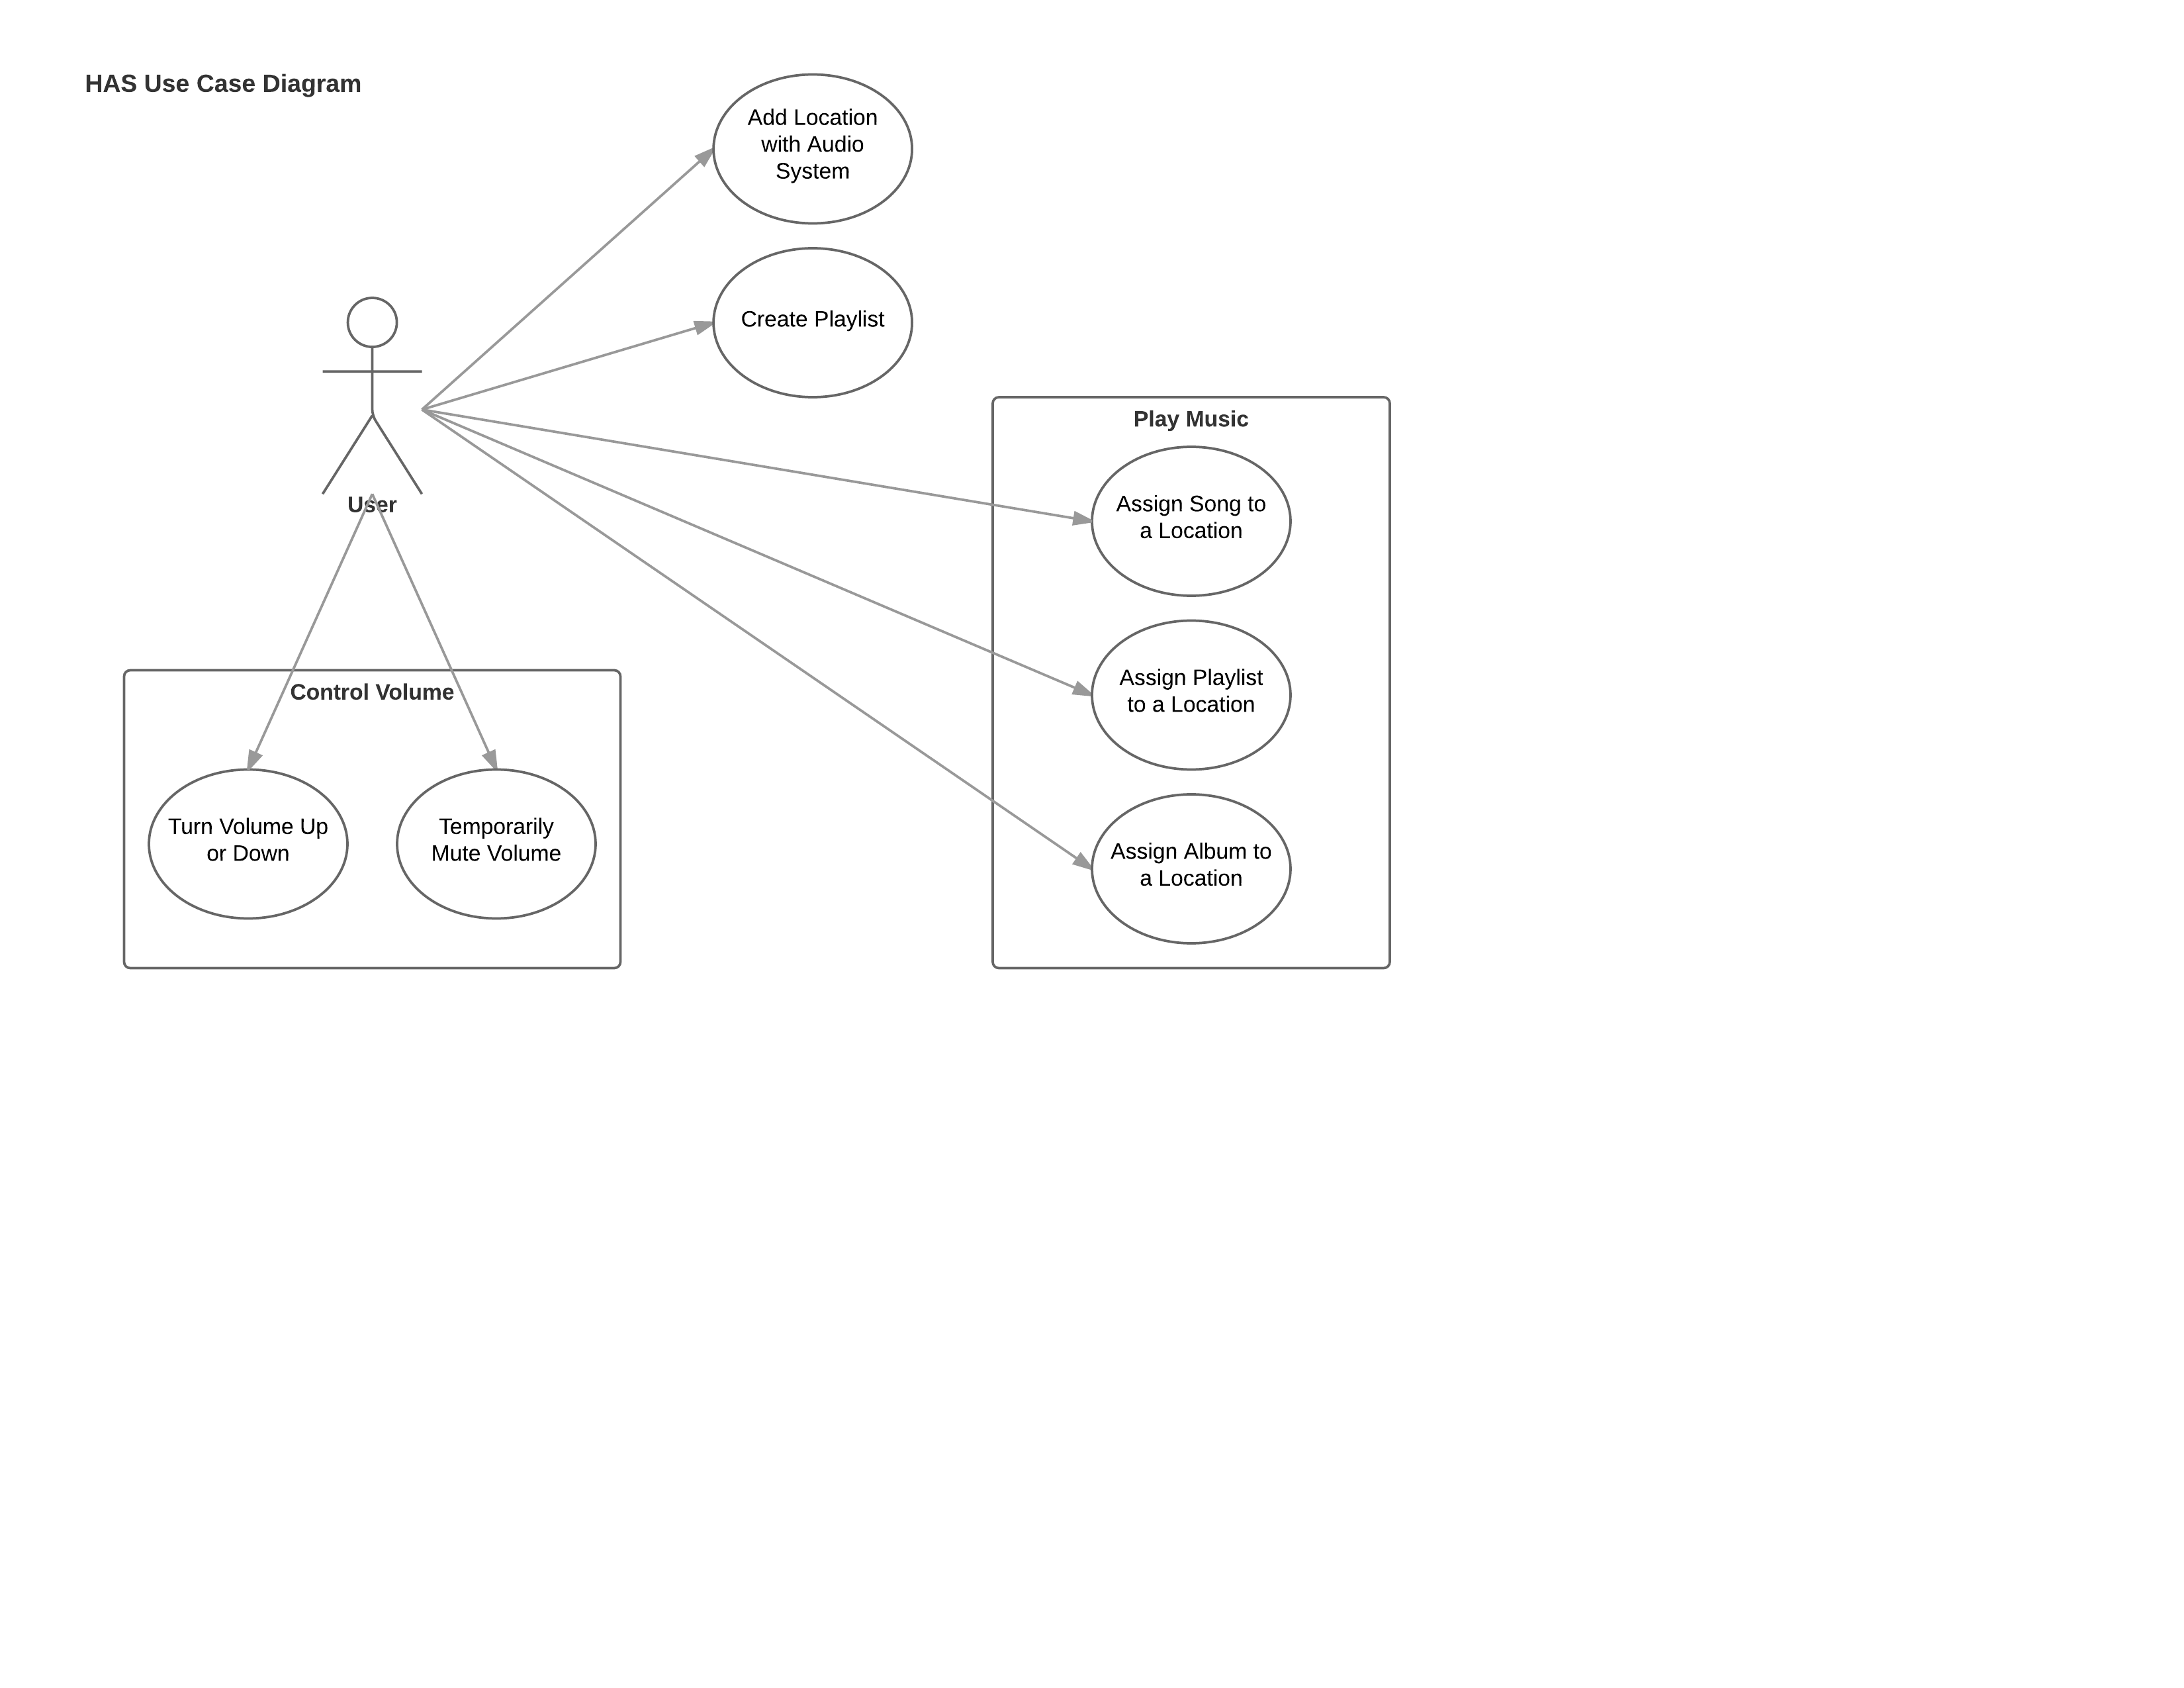 HAS Use Case Diagram
Add Location
with Audio
System
Create Playlist
User
Play Music
Assign Song to
a Location
Assign Playlist
to a Location
Assign Album to
a Location
Control Volume
Turn Volume Up
or Down
Temporarily
Mute Volume